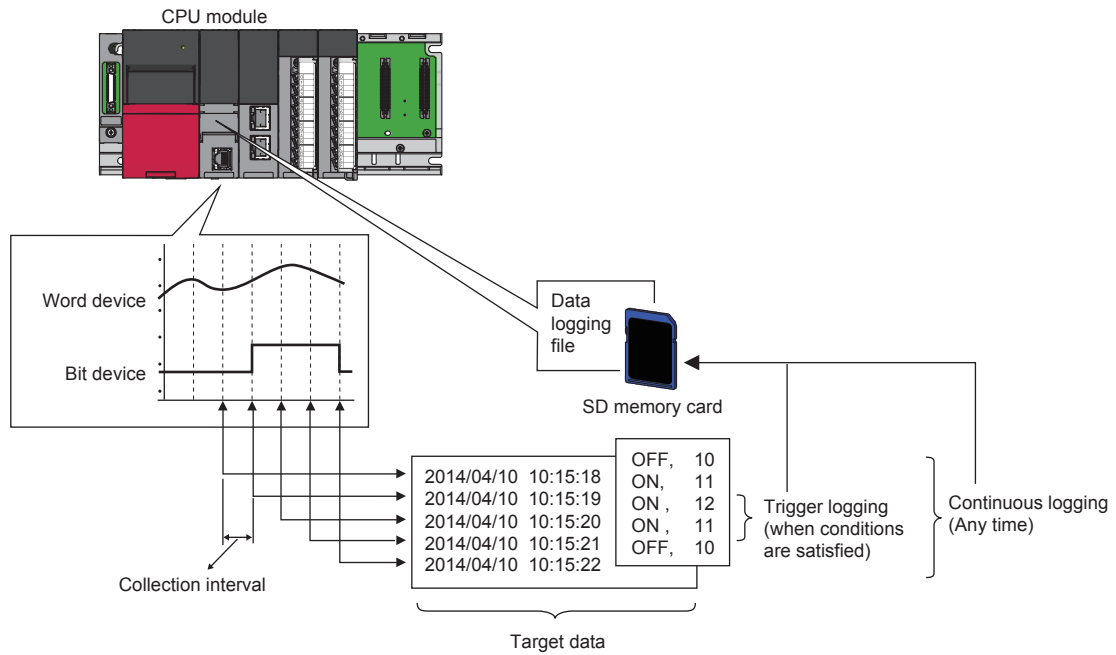 CPU module
Word device
Bit device
Data
logging
file
SD memory card
2014/04/10 10:15:18
2014/04/10 10:15:19
2014/04/10 10:15:20
2014/04/10 10:15:21
2014/04/10 10:15:22
OFF, 10
ON, 11
ON , 12
ON , 11
OFF, 10
Trigger logging
(when conditions
are satisfied)
Continuous logging
(Any time)
Collection interval
Target data